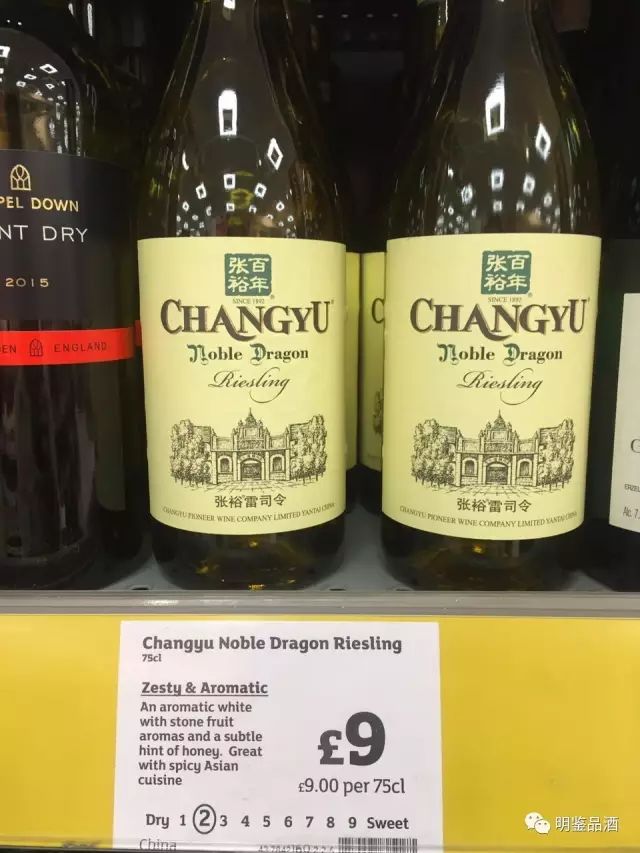 PEL DOWN
NT DRY
2015
EN ENGLAND
百年
张裕
SINCE 1892
CHANGYU
Noble Dragon
Riesling
张裕雷司令
CHANGYU PIONEER WINE COMPANY LIMITED YANTAI CHINA
百年
张裕
SINCE 1892
CHANGYU
Noble Dragon
Riesling
张裕雷司令
CHANGYU PIONEER WINE COMPANY LIMITED YANTAI CHINA
Changyu Noble Dragon Riesling
75cl
Zesty & Aromatic
An aromatic white
with stone fruit
aromas and a subtle
hint of honey. Great
with spicy Asian
cuisine
£9
£9.00 per 75cl
Dry 1 2 3 4 5 6 7 8 9 Sweet
China
明鉴品酒